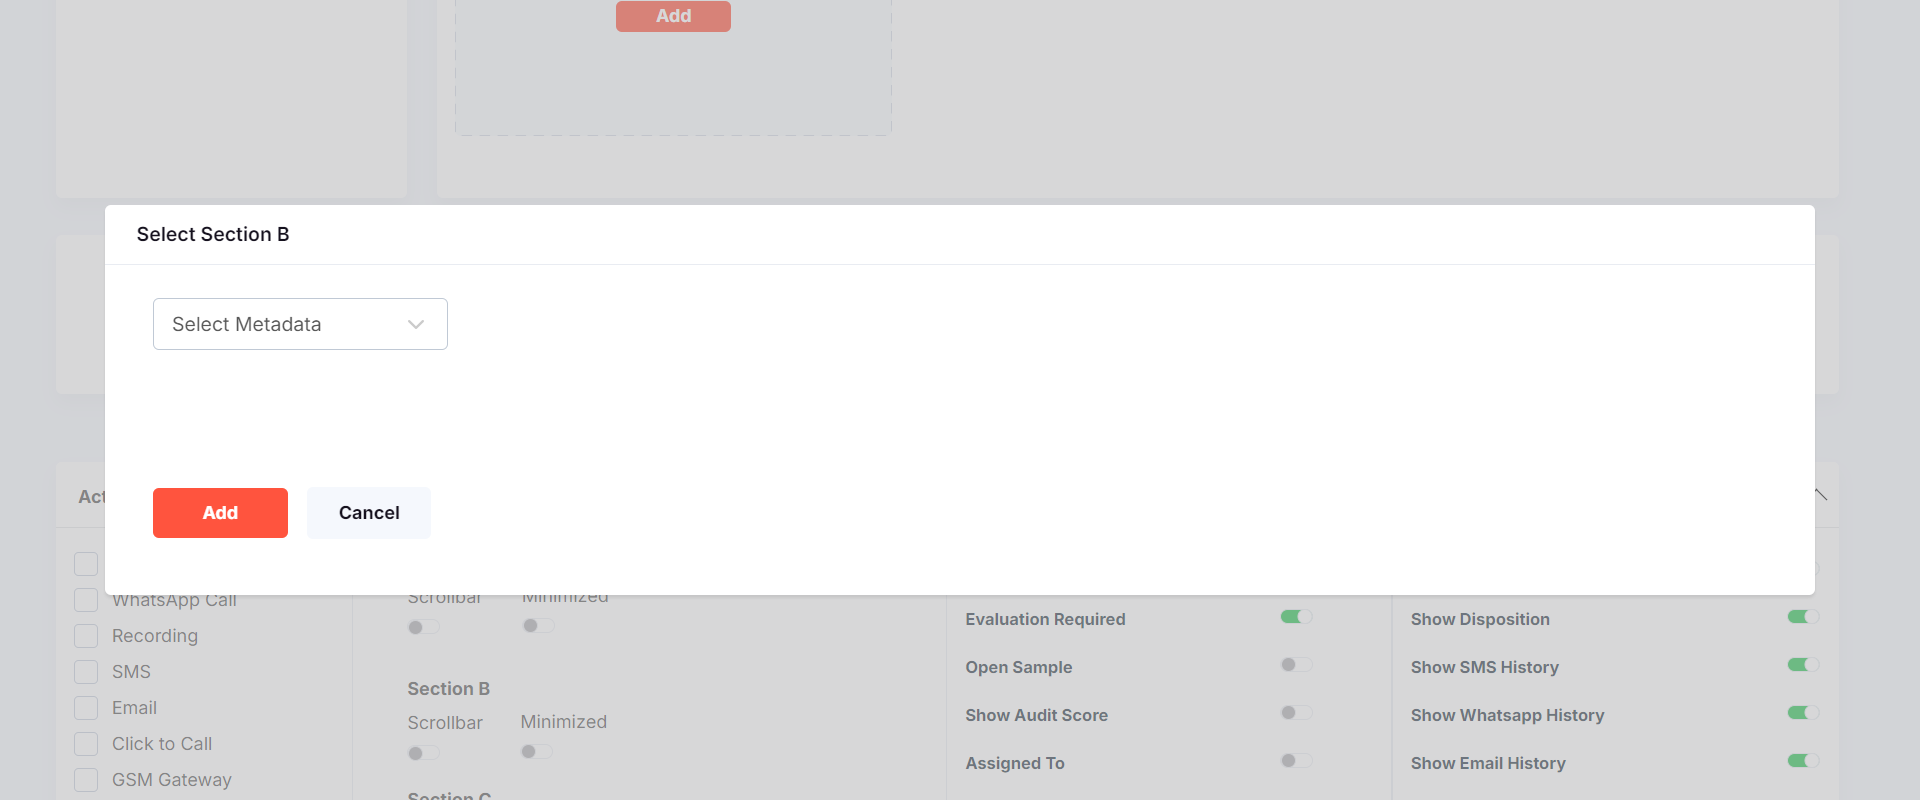 Add
Select Section B
Select Metadata
Add
Cancel
Act
WhatsApp Call
Recording
SMS
Email
Click to Call
GSM Gateway
Scrollbar Minimized
Section B
Scrollbar Minimized
Section C
Evaluation Required
Open Sample
Show Audit Score
Assigned To
Show Disposition
Show SMS History
Show Whatsapp History
Show Email History